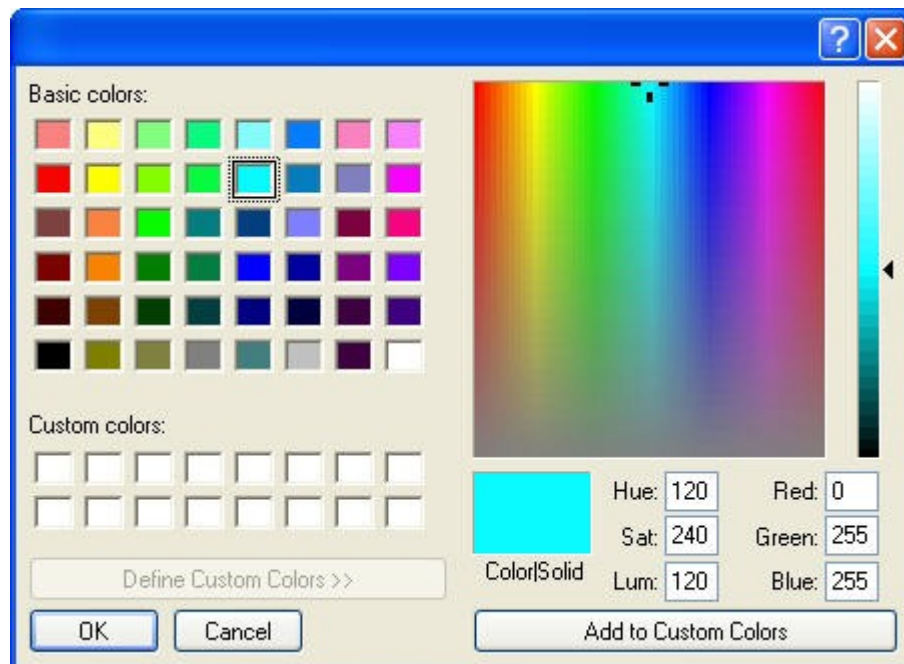 Basic colors:
Custom colors:
Define Custom Colors >>
OK Cancel
Color|Solid
Hue: 120 Red: 0
Sat: 240 Green: 255
Lum: 120 Blue: 255
Add to Custom Colors